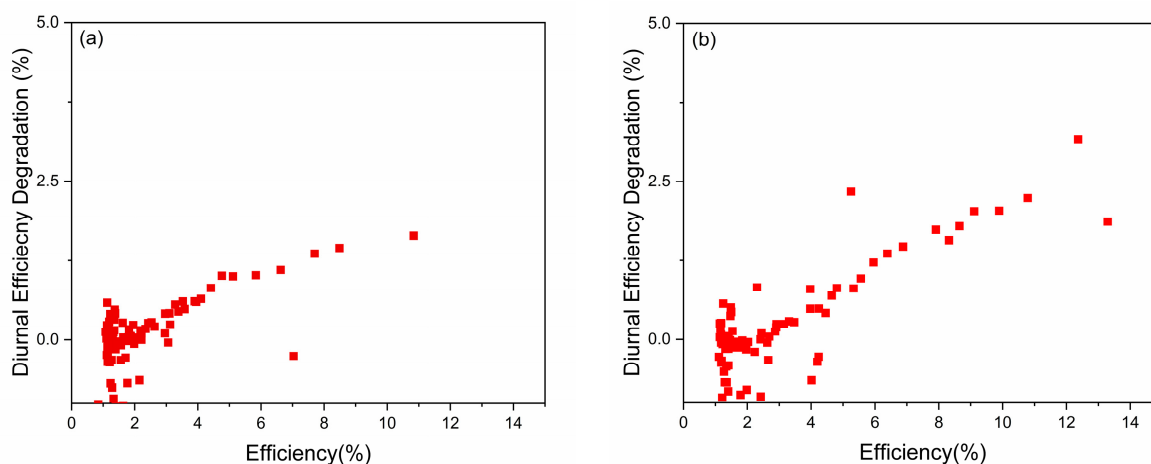 (a)
Diurnal Efficiecny Degradation (%)
5.0
2.5
0.0
0 2 4 6 8 10 12 14
Efficiency(%)
(b)
Diurnal Efficiency Degradation (%)
5.0
2.5
0.0
0 2 4 6 8 10 12 14
Efficiency(%)